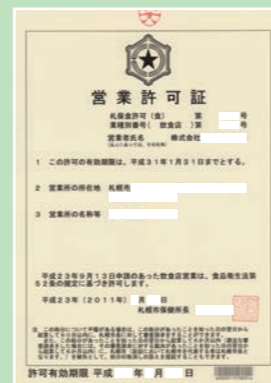 営業許可証
札保食許可（食） 第 号
業種別番号（ 飲食店 ）第 号
営業者氏名 株式会社
1 この許可の有効期限は、平成31年1月31日までとする。
2 営業所の所在地 札幌市
3 営業所の名称等
平成23年9月13日申請のあった飲食店営業は、食品衛生法第
52条の規定に基づき許可します。
平成23年（2011年） 月 日
札幌市保健所長
許可有効期限 平成 年 月 日